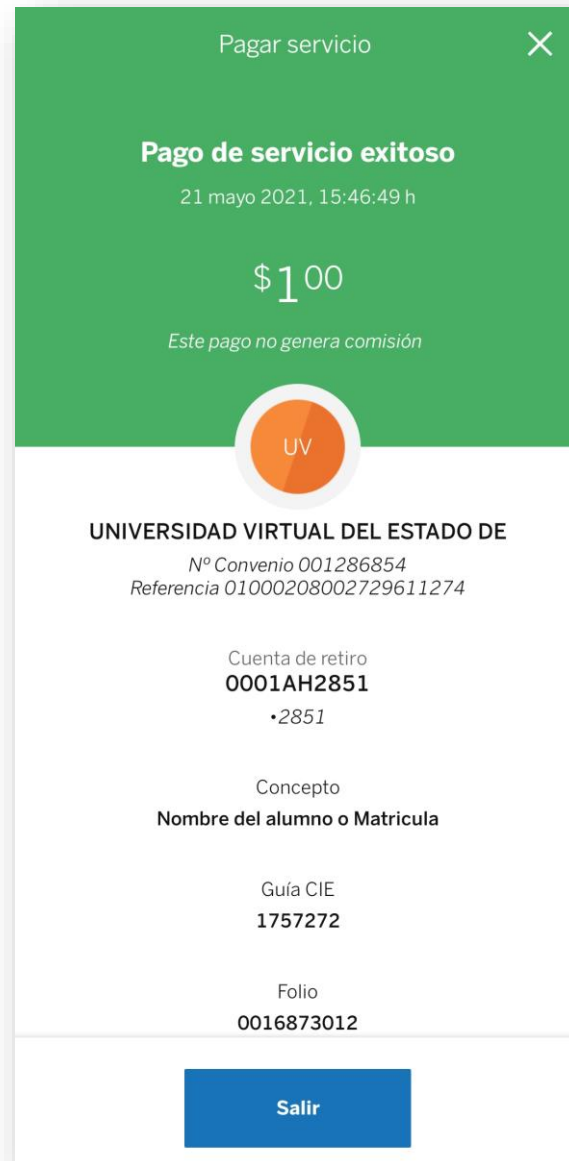 Pagar servicio
Pago de servicio exitoso
21 mayo 2021, 15:46:49 h
$1 00
Este pago no genera comisión
UV
UNIVERSIDAD VIRTUAL DEL ESTADO DE
Nº Convenio 001286854
Referencia 01000208002729611274
Cuenta de retiro
0001AH2851
•2851
Concepto
Nombre del alumno o Matricula
Guía CIE
1757272
Folio
0016873012
Salir